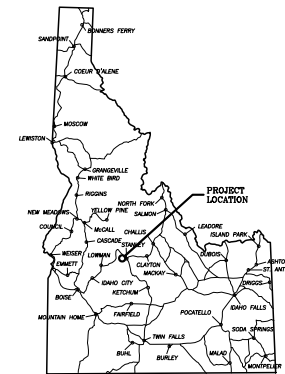 BONNERS FERRY
SANDPOINT
COEUR D'ALENE
MOSCOW
LEWISTON
GRANGEVILLE
WHITE BIRD
RIGGINS
PROJECT
LOCATION
NORTH FORK
YELLOW PINE
SALMON
NEW MEADOWS
McCALL
LEADORE
COUNCIL
CHALLIS
ISLAND PARK
CASCADE
STANLEY
WEISER
LOWMAN
DUBOIS
ASHTO
EMMETT
CLAYTON
ST. ANT
MACKAY
IDAHO CITY
DRIGGS
BOISE
KETCHUM
IDAHO FALLS
MOUNTAIN HOME
FAIRFIELD
POCATELLO
SODA SPRINGS
TWIN FALLS
BUHL
BURLEY
MALAD
MONTPELIER